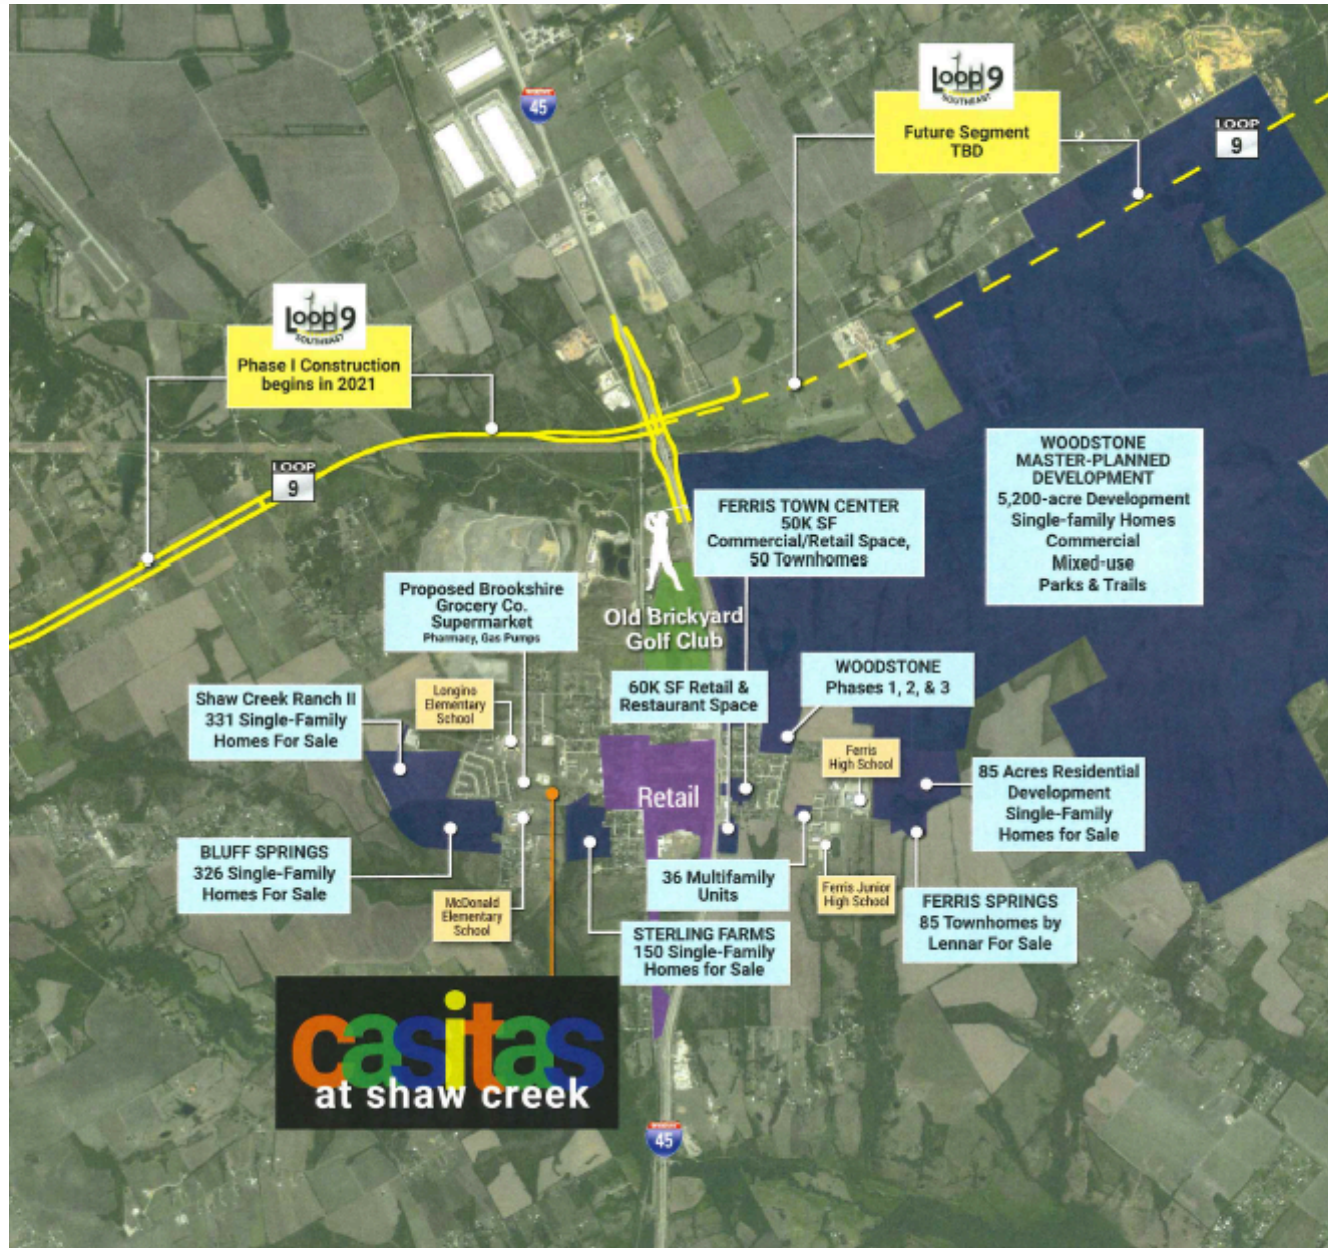 INTERSTATE
45
Loop 9
SOUTHEAST
Future Segment
TBD
LOOP
9
Loop 9
SOUTHEAST
Phase I Construction
begins in 2021
LOOP
9
WOODSTONE
MASTER-PLANNED
DEVELOPMENT
5,200-acre Development
Single-family Homes
Commercial
Mixed-use
Parks & Trails
FERRIS TOWN CENTER
50K SF
Commercial/Retail Space,
50 Townhomes
Proposed Brookshire
Grocery Co.
Supermarket
Pharmacy, Gas Pumps
Old Brickyard
Golf Club
WOODSTONE
Phases 1, 2, & 3
60K SF Retail &
Restaurant Space
Shaw Creek Ranch II
331 Single-Family
Homes For Sale
Longino
Elementary
School
Ferris
High School
85 Acres Residential
Development
Single-Family
Homes for Sale
Retail
BLUFF SPRINGS
326 Single-Family
Homes For Sale
36 Multifamily
Units
Ferris Junior
High School
FERRIS SPRINGS
85 Townhomes by
Lennar For Sale
McDonald
Elementary
School
STERLING FARMS
150 Single-Family
Homes for Sale
casitas
at shaw creek
INTERSTATE
45